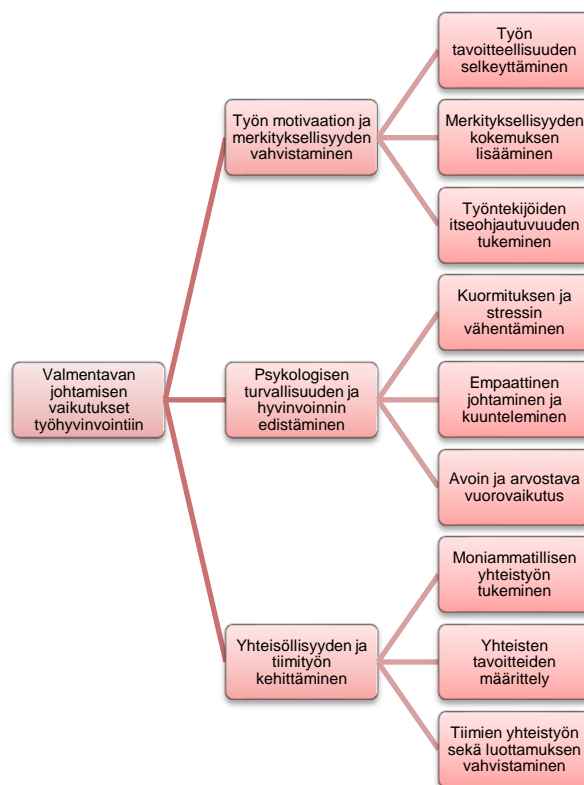 Valmentavan
johtamisen
vaikutukset
työhyvinvointiin
Työn motivaation ja
merkityksellisyyden
vahvistaminen
Työn
tavoitteellisuuden
selkeyttäminen
Merkityksellisyyden
kokemuksen
lisääminen
Työntekijöiden
itseohjautuvuuden
tukeminen
Psykologisen
turvallisuuden ja
hyvinvoinnin
edistäminen
Kuormituksen ja
stressin
vähentäminen
Empaattinen
johtaminen ja
kuunteleminen
Avoin ja arvostava
vuorovaikutus
Yhteisöllisyyden ja
tiimityön
kehittäminen
Moniammatillisen
yhteistyön
tukeminen
Yhteisten
tavoitteiden
määrittely
Tiimien yhteistyön
sekä luottamuksen
vahvistaminen